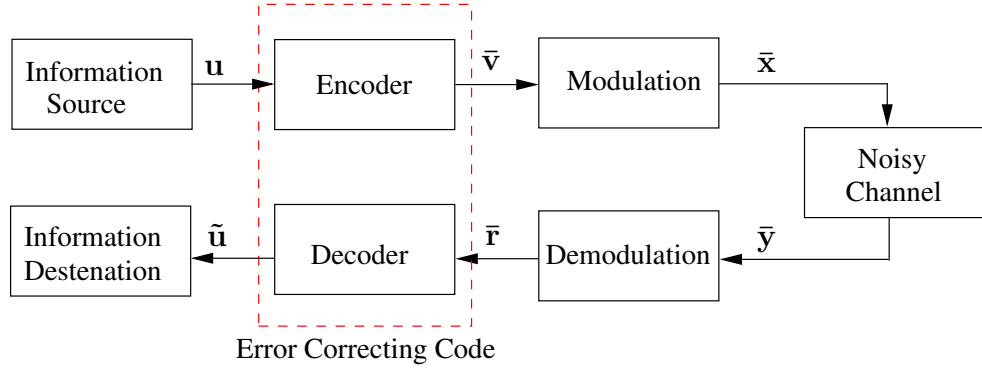 Information
Source
u
Encoder
v̄
Modulation
x̄
Noisy
Channel
Information
Destenation
ũ
Decoder
r̄
Demodulation
ȳ
Error Correcting Code